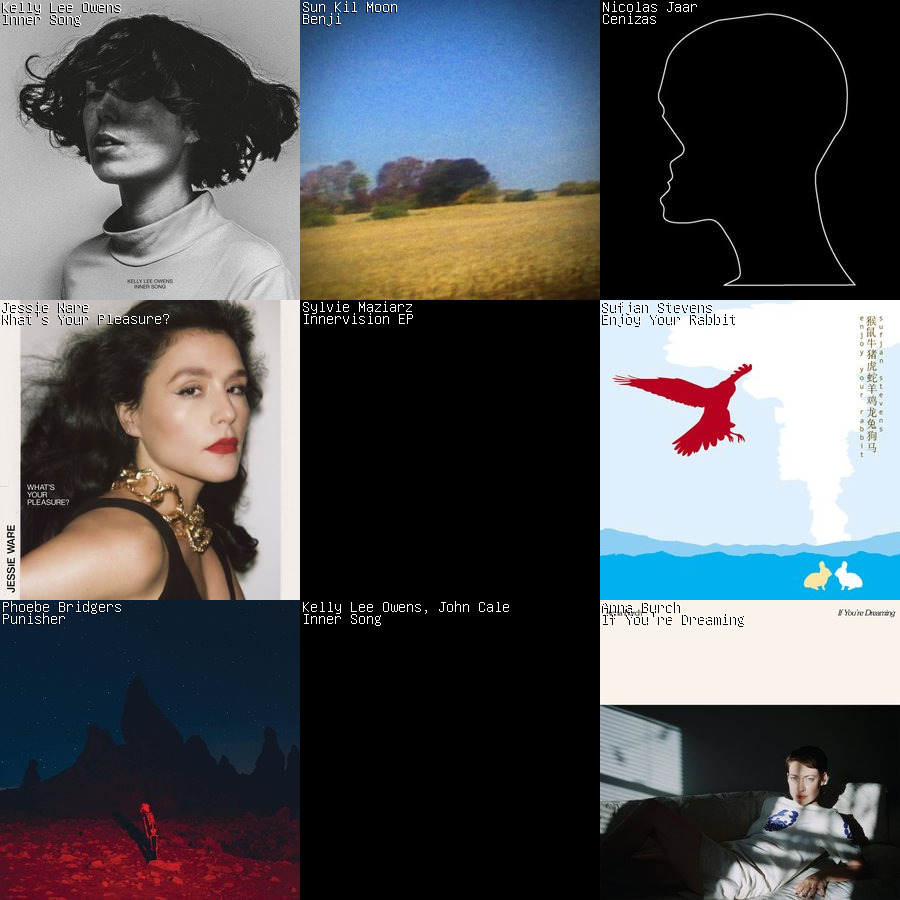 Kelly Lee Owens
Inner Song
KELLY LEE OWENS
INNER SONG
Sun Kil Moon
Benji
Nicolas Jaar
Cenizas
Jessie Ware
What's Your Pleasure?
WHAT'S
YOUR
PLEASURE?
JESSIE WARE
Sylvie Maziarz
Innervision EP
Sufjan Stevens
Enjoy Your Rabbit
sufjan stevens
猴鼠牛猪虎蛇羊鸡龙兔狗马
enjoy your rabbit
Phoebe Bridgers
Punisher
Kelly Lee Owens, John Cale
Inner Song
Anna Burch
If You're Dreaming
If You're Dreaming